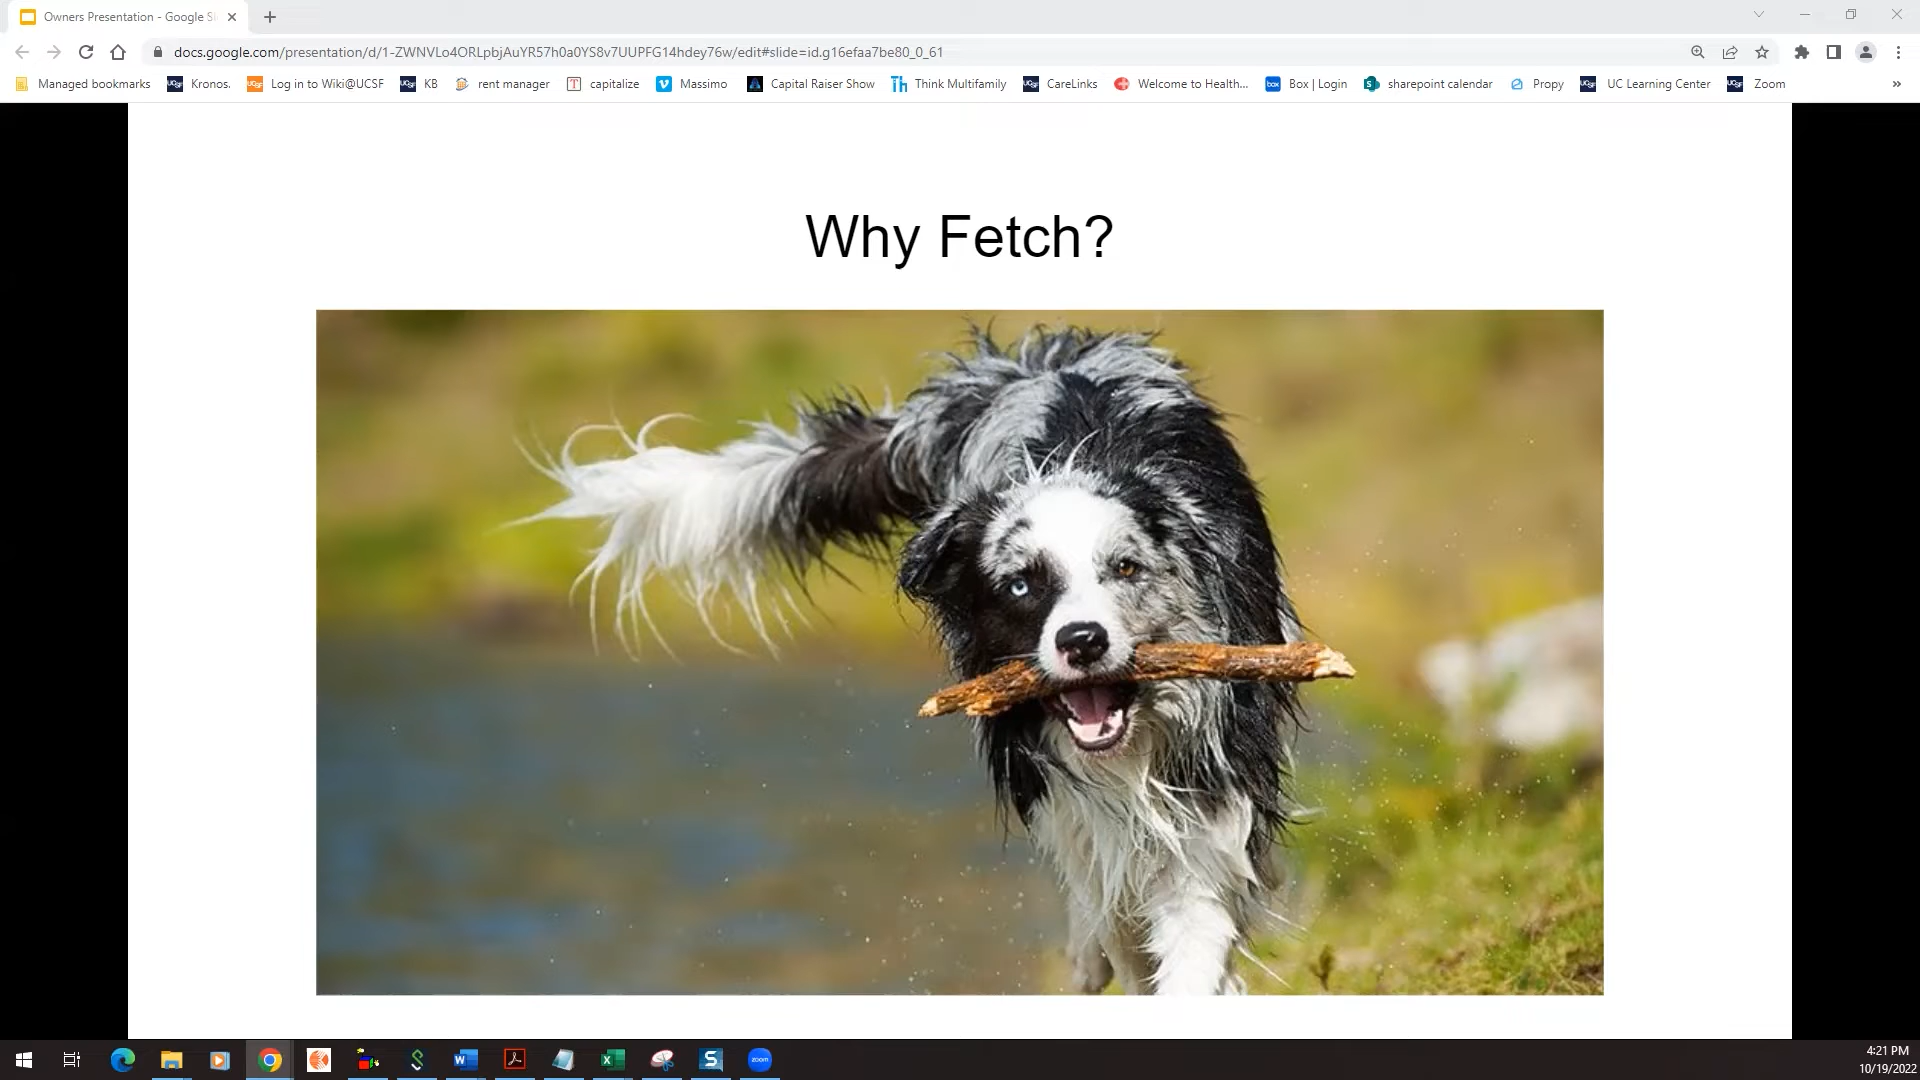 Owners Presentation - Google Sl
docs.google.com/presentation/d/1-ZWNVLo4ORLpbjAuYR57h0a0YS8v7UUPFG14hdey76w/edit#slide=id.g16efaa7be80_0_61
Managed bookmarks Kronos. Log in to Wiki@UCSF KB rent manager capitalize Massimo Capital Raiser Show Think Multifamily CareLinks Welcome to Health... Box | Login sharepoint calendar Propy UC Learning Center Zoom
Why Fetch?
4:21 PM
10/19/2022